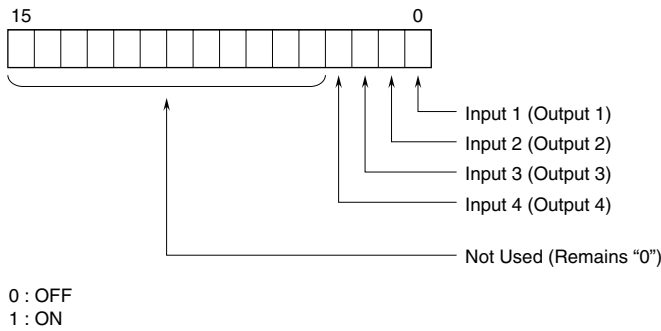 15 0
Input 1 (Output 1)
Input 2 (Output 2)
Input 3 (Output 3)
Input 4 (Output 4)
Not Used (Remains “0”)
0 : OFF
1 : ON